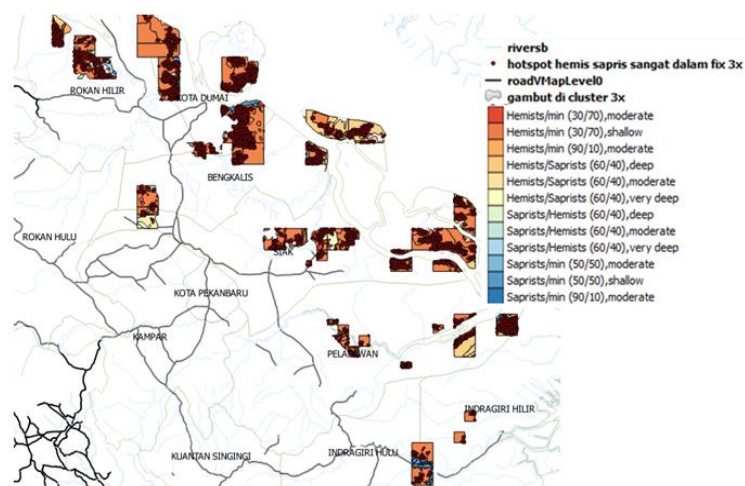 riversb
hotspot hemis sapris sangat dalam fix 3x
roadVMapLevel0
gambut di cluster 3x
Hemists/min (30/70),moderate
Hemists/min (30/70),shallow
Hemists/min (90/10),moderate
Hemists/Saprists (60/40),deep
Hemists/Saprists (60/40),moderate
Hemists/Saprists (60/40),very deep
Saprists/Hemists (60/40),deep
Saprists/Hemists (60/40),moderate
Saprists/Hemists (60/40),very deep
Saprists/min (50/50),moderate
Saprists/min (50/50),shallow
Saprists/min (90/10),moderate
ROKAN HILIR
KOTA DUMAI
BENGKALIS
ROKAN HULU
SIAK
KOTA PEKANBARU
KAMPAR
PELALAWAN
INDRAGIRI HILIR
KUANTAN SINGINGI
INDRAGIRI HULU